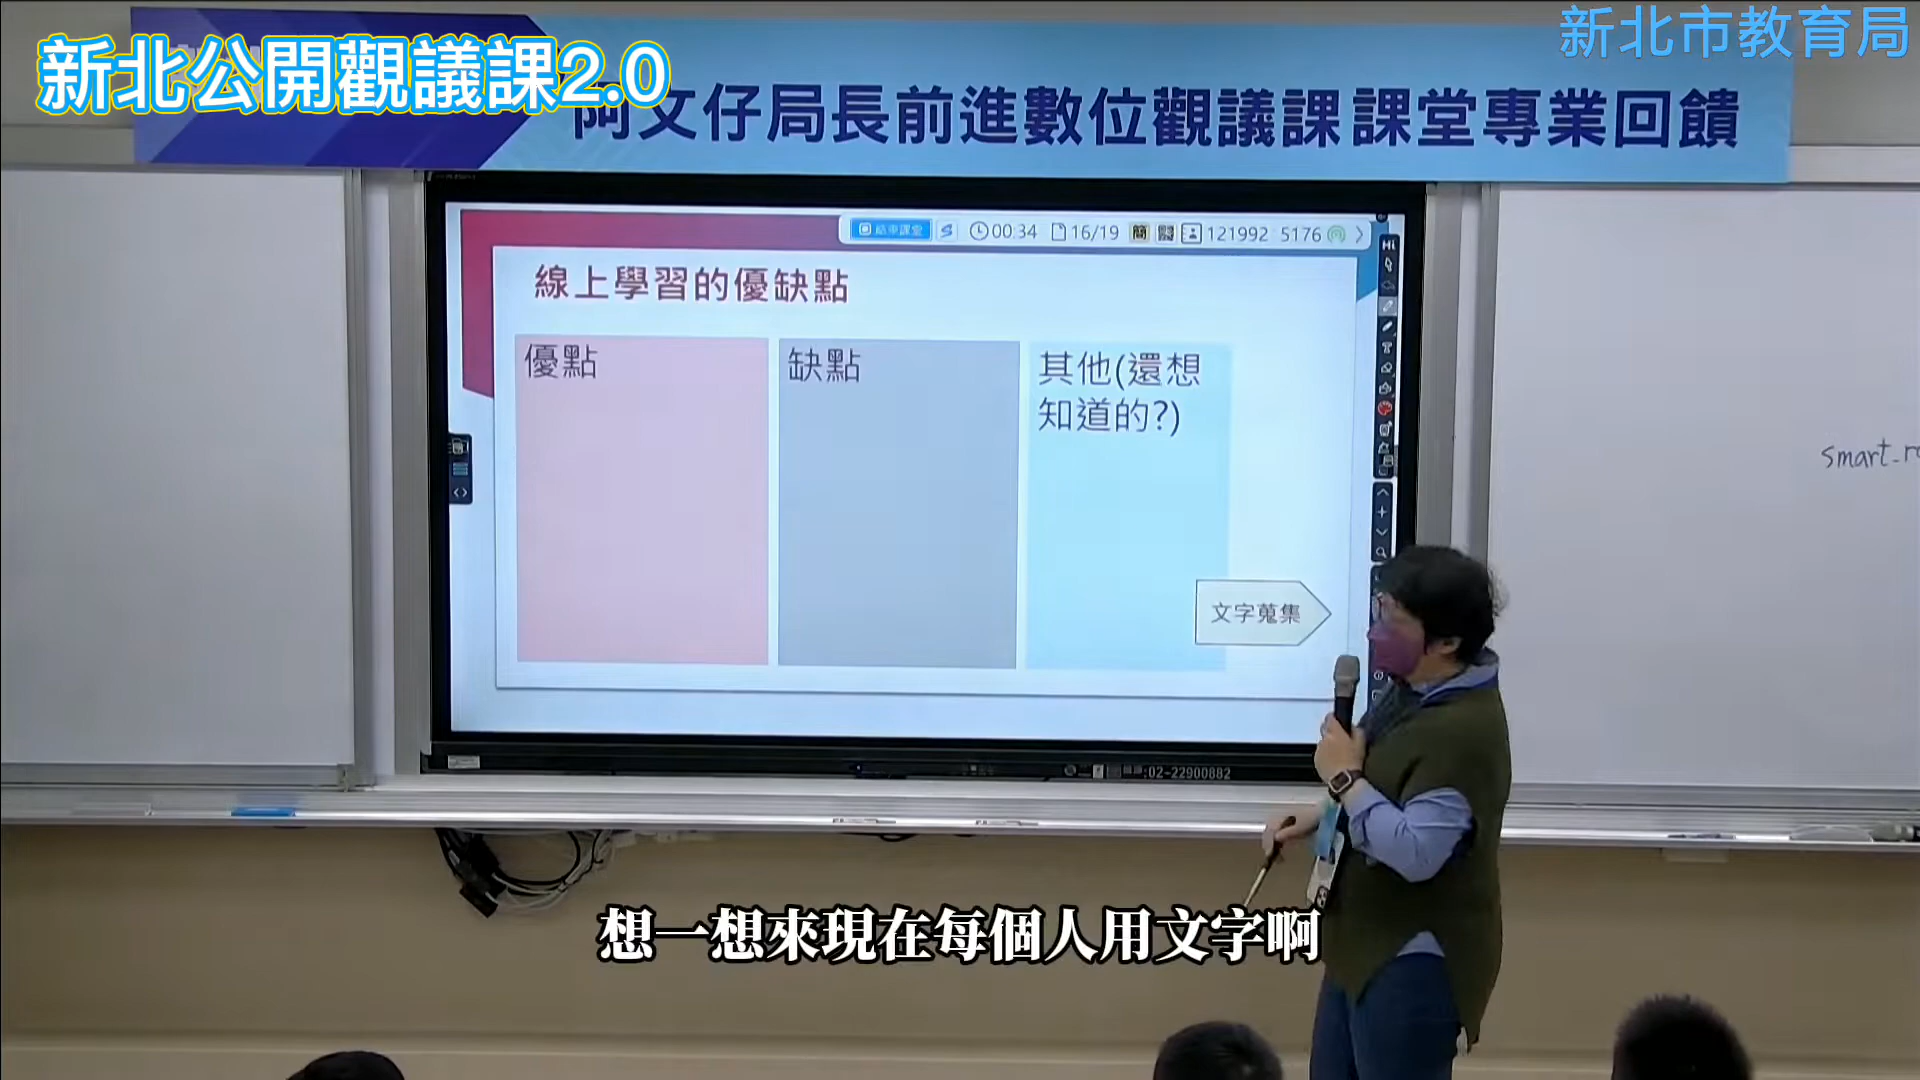 新北市教育局
新北公開觀議課2.0
阿文仔局長前進數位觀議課課堂專業回饋
00:34 16/19 121992 5176
線上學習的優缺點
優點
缺點
其他(還想
知道的?)
文字蒐集
Hi
smart_r
:02-22900882
想一想來現在每個人用文字啊